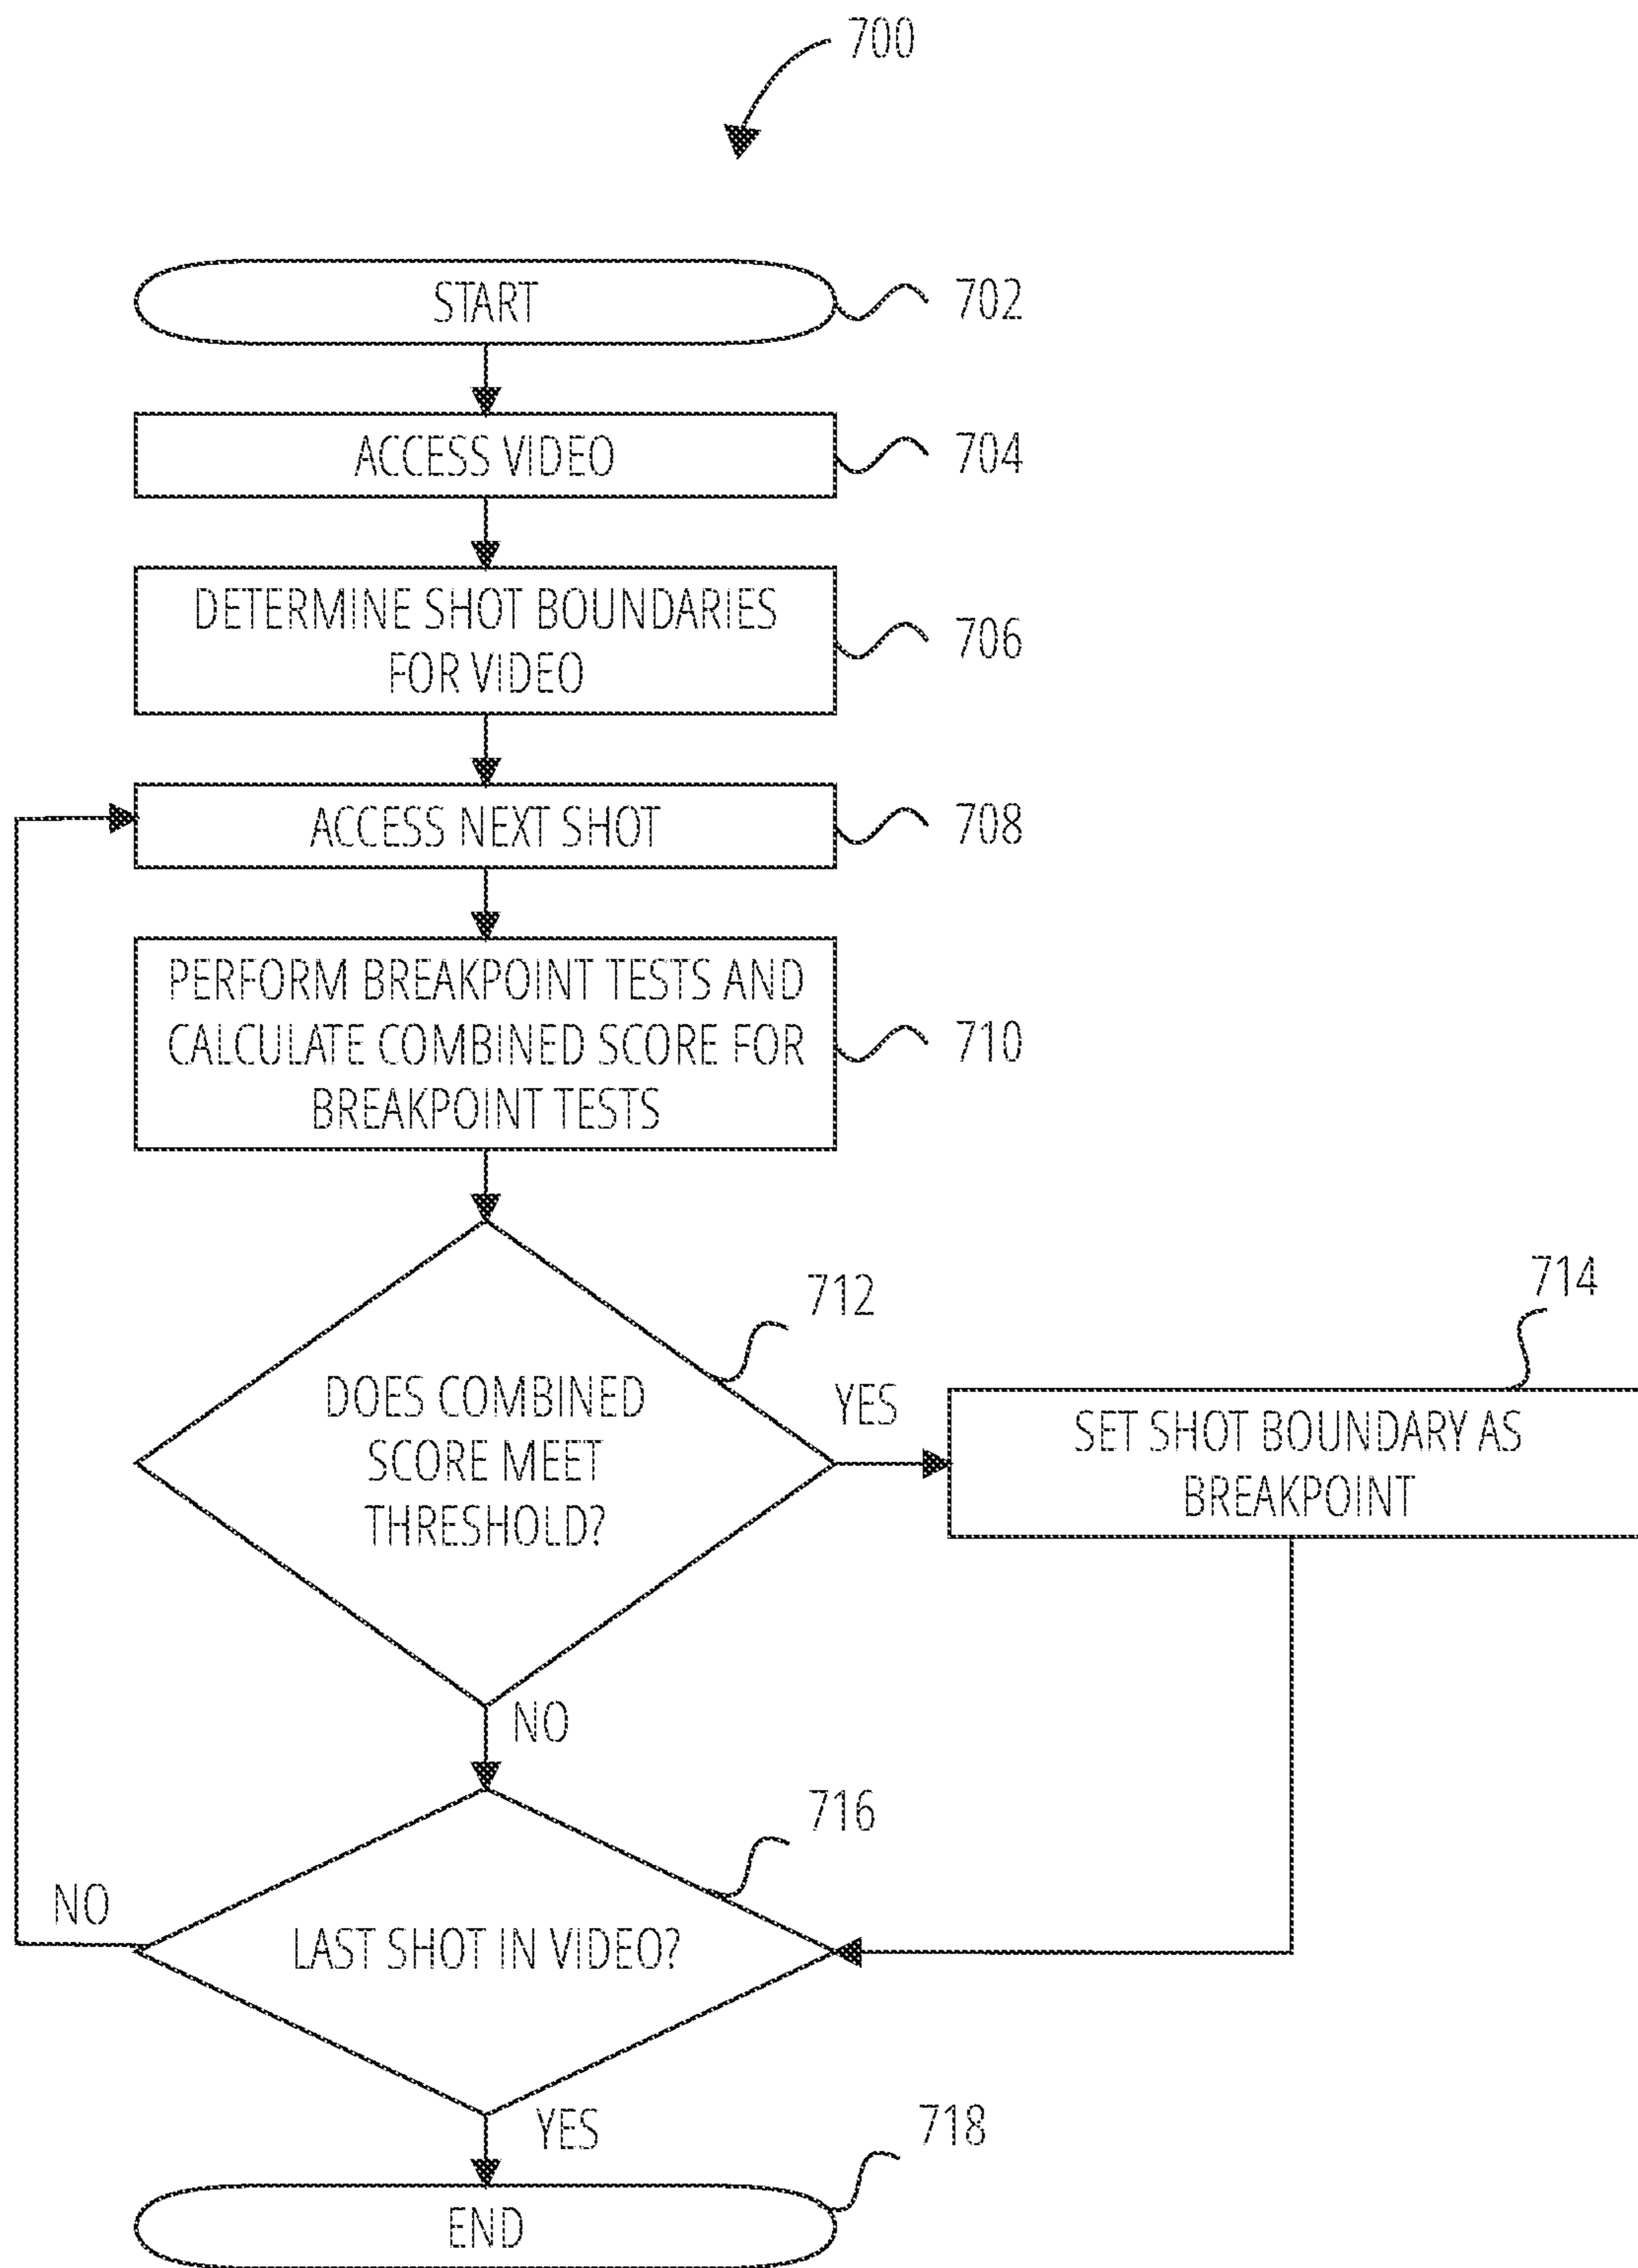 700
START
702
ACCESS VIDEO
704
DETERMINE SHOT BOUNDARIES
FOR VIDEO
706
ACCESS NEXT SHOT
708
PERFORM BREAKPOINT TESTS AND
CALCULATE COMBINED SCORE FOR
BREAKPOINT TESTS
710
712
DOES COMBINED
SCORE MEET
THRESHOLD?
YES
714
SET SHOT BOUNDARY AS
BREAKPOINT
NO
716
LAST SHOT IN VIDEO?
NO
YES
718
END